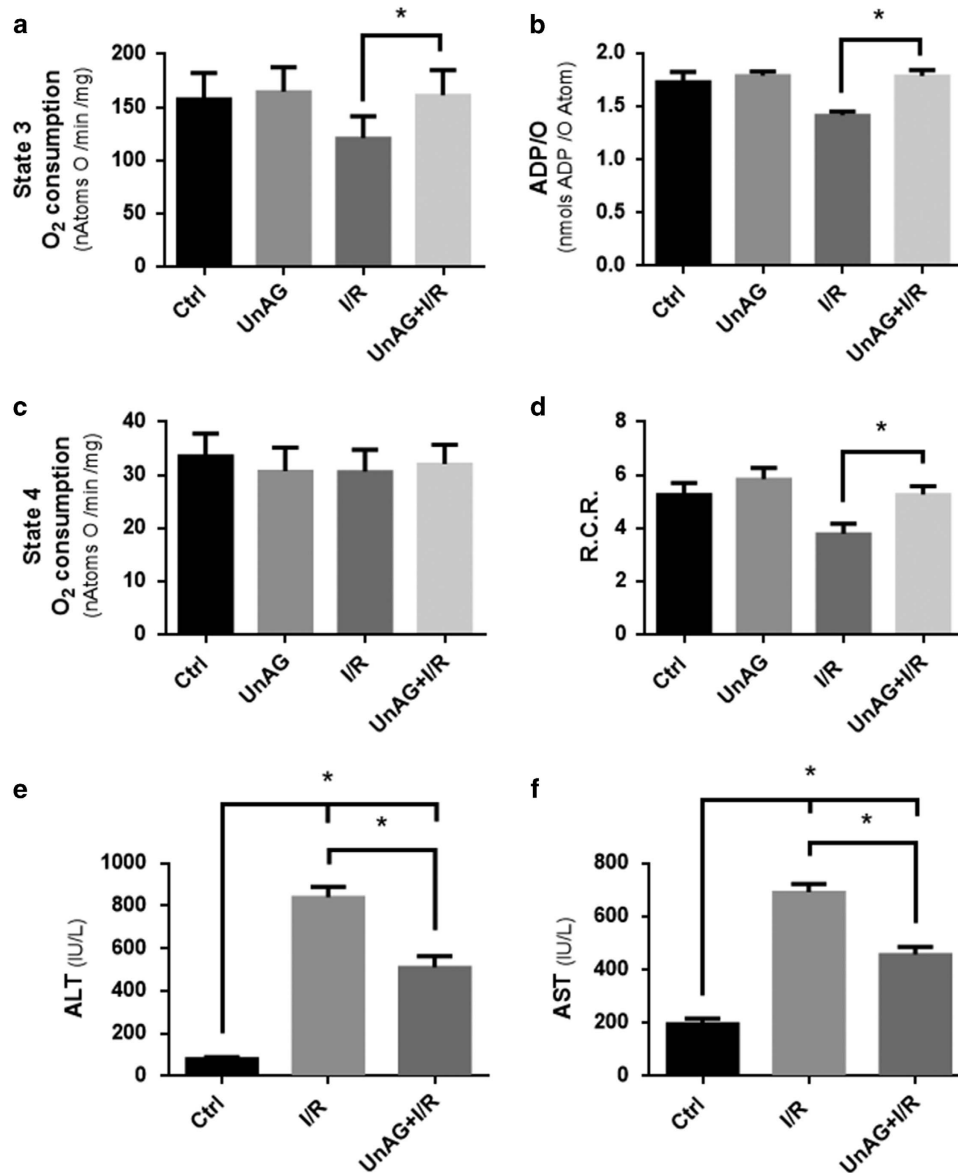 a
*
State 3
O2 consumption
(nAtoms O /min /mg)
200
150
100
50
0
Ctrl
UnAG
I/R
UnAG+I/R
b
*
ADP/O
(nmols ADP /O Atom)
2.0
1.5
1.0
0.5
0.0
Ctrl
UnAG
I/R
UnAG+I/R
c
State 4
O2 consumption
(nAtoms O /min /mg)
40
30
20
10
0
Ctrl
UnAG
I/R
UnAG+I/R
d
*
R.C.R.
8
6
4
2
0
Ctrl
UnAG
I/R
UnAG+I/R
e
*
*
ALT (IU/L)
1000
800
600
400
200
0
Ctrl
I/R
UnAG+I/R
f
*
*
AST (IU/L)
800
600
400
200
0
Ctrl
I/R
UnAG+I/R